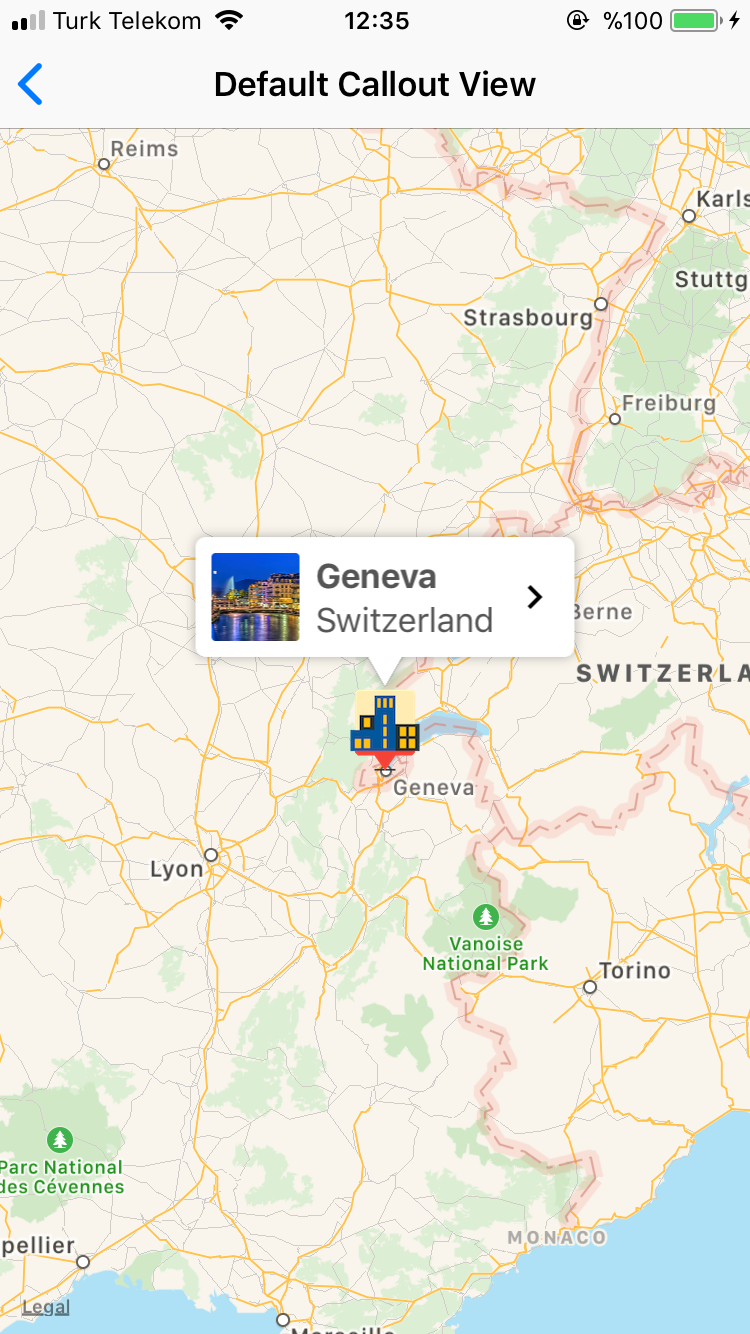 Turk Telekom 12:35 %100
Default Callout View
Reims
Karls
Stuttg
Strasbourg
Freiburg
Geneva
Switzerland
Berne
SWITZERLA
Geneva
Lyon
Vanoise
National Park
Torino
Parc National
des Cévennes
MONACO
pellier
Legal
Marseille